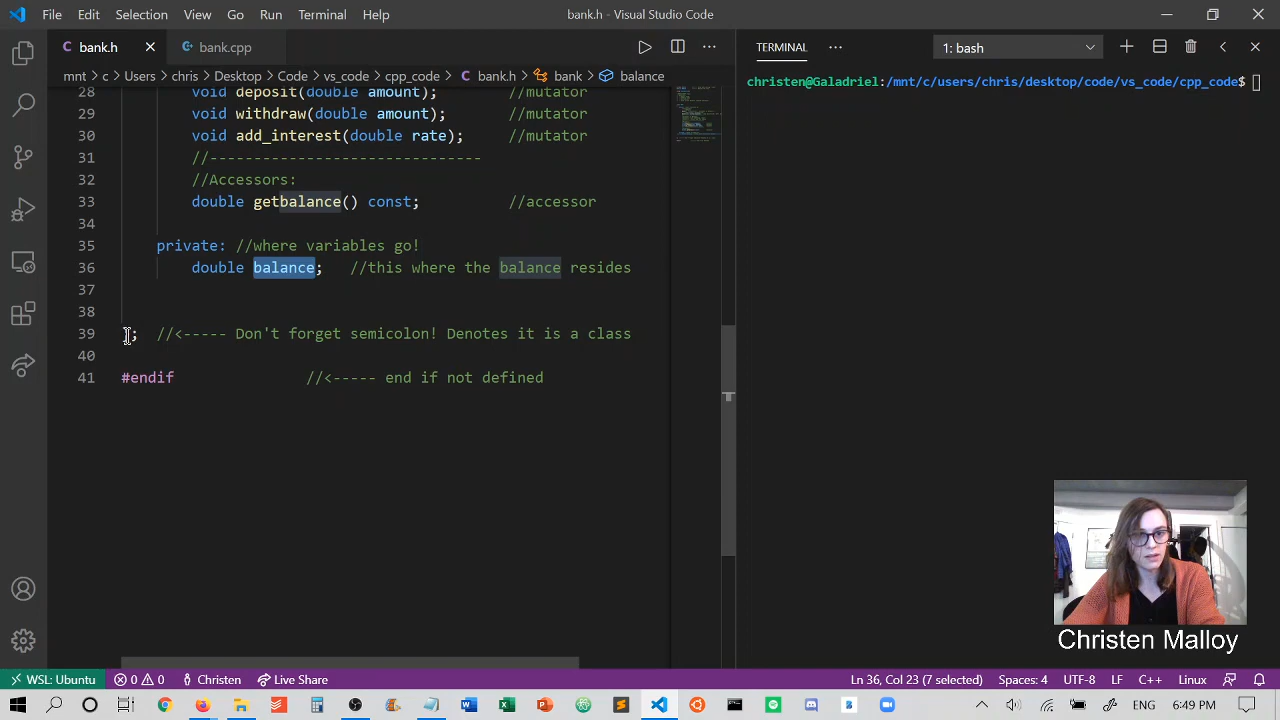 File Edit Selection View Go Run Terminal Help bank.h - Visual Studio Code
bank.h bank.cpp
mnt > c > Users > chris > Desktop > Code > vs_code > cpp_code > bank.h > bank > balance
28 void deposit(double amount); //mutator
29 void withdraw(double amount); //mutator
30 void add_interest(double rate); //mutator
31 //-------------------------------
32 //Accessors:
33 double getbalance() const; //accessor
34
35 private: //where variables go!
36 double balance; //this where the balance resides
37
38
39 }; //<----- Don't forget semicolon! Denotes it is a class
40
41 #endif //<----- end if not defined
TERMINAL
1: bash
christen@Galadriel:/mnt/c/users/chris/desktop/code/vs_code/cpp_code$
Christen Malloy
WSL: Ubuntu 0 0 Christen Live Share Ln 36, Col 23 (7 selected) Spaces: 4 UTF-8 LF C++ Linux
ENG 5:49 PM